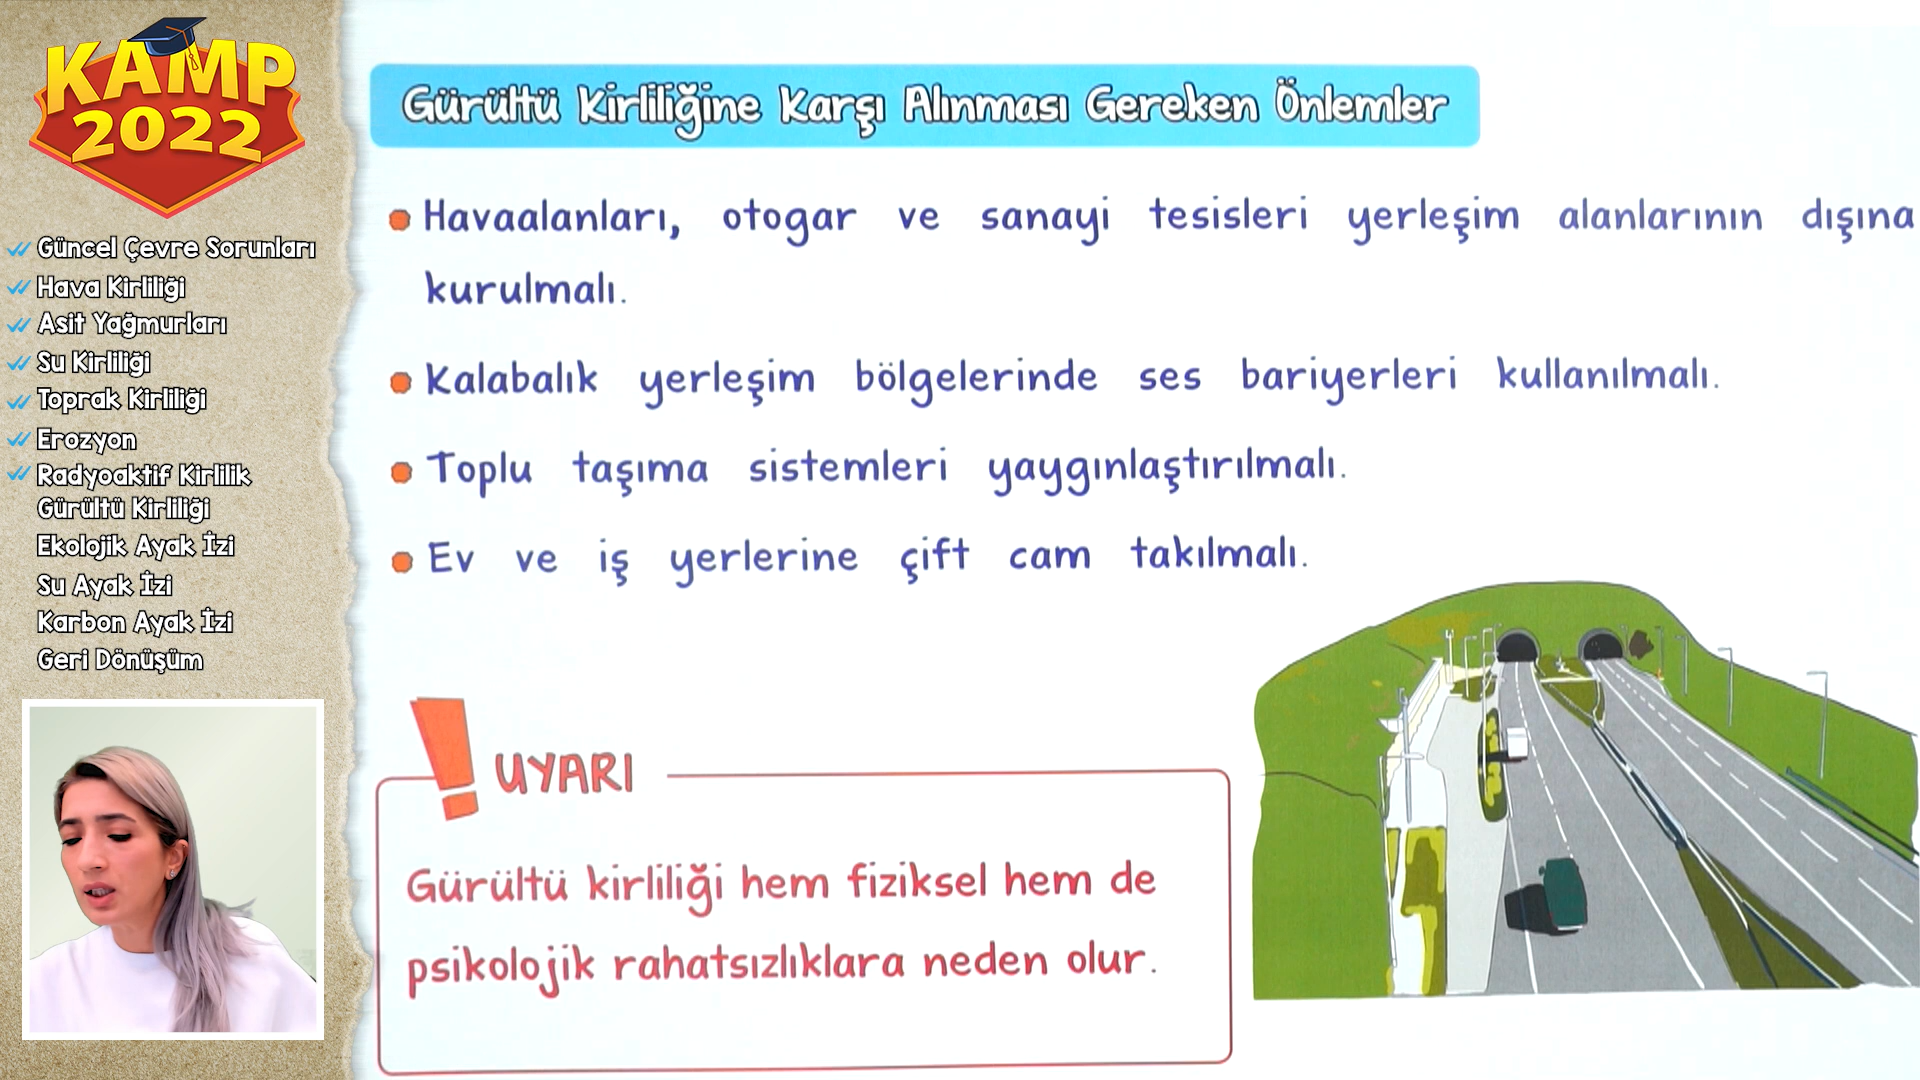 KAMP
2022
Güncel Çevre Sorunları
Hava Kirliliği
Asit Yağmurları
Su Kirliliği
Toprak Kirliliği
Erozyon
Radyoaktif Kirlilik
Gürültü Kirliliği
Ekolojik Ayak İzi
Su Ayak İzi
Karbon Ayak İzi
Geri Dönüşüm
Gürültü Kirliliğine Karşı Alınması Gereken Önlemler
Havaalanları, otogar ve sanayi tesisleri yerleşim alanlarının dışına
kurulmalı.
Kalabalık yerleşim bölgelerinde ses bariyerleri kullanılmalı.
Toplu taşıma sistemleri yaygınlaştırılmalı.
Ev ve iş yerlerine çift cam takılmalı.
! UYARI
Gürültü kirliliği hem fiziksel hem de
psikolojik rahatsızlıklara neden olur.